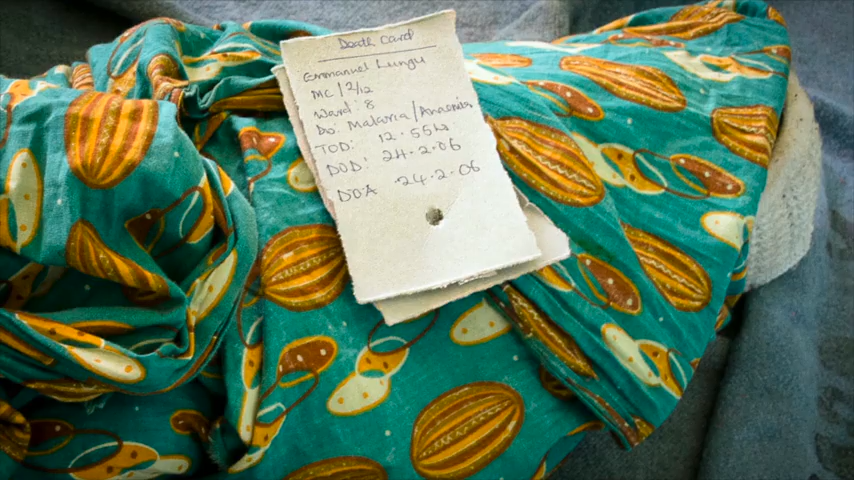 Death Card
Emmanuel Lungu
MC/2/12
Ward: 8
Dx: Malaria/Anaemia
TOD: 12.55hr
DOD: 24.2.06
DOA 24.2.06